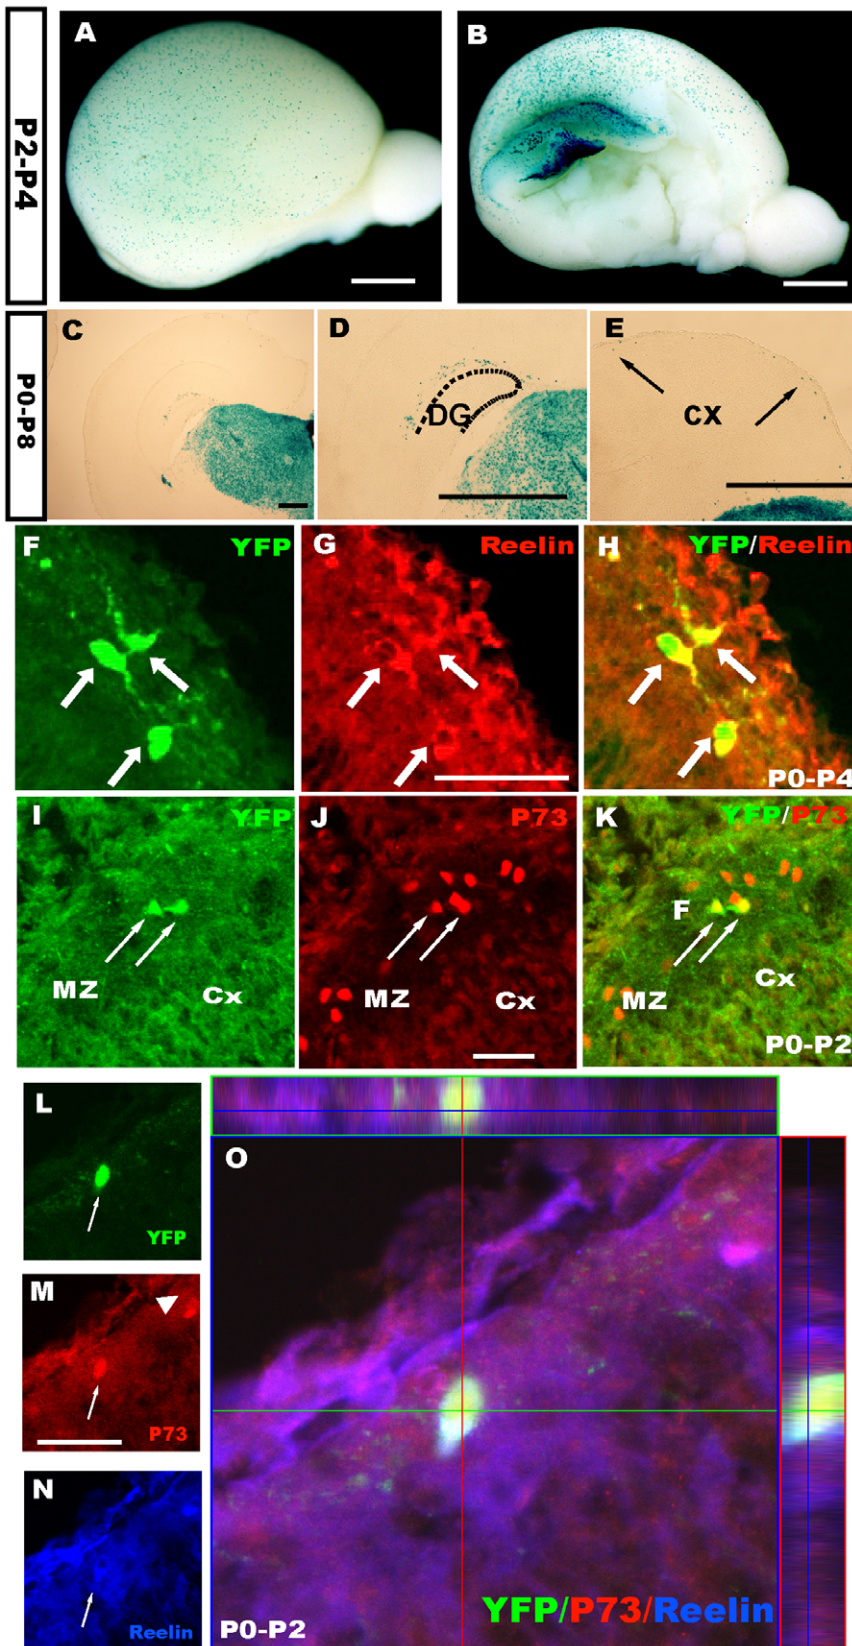 P2-P4
A
B
P0-P8
C
D
DG
E
CX
F
YFP
G
Reelin
H
YFP/Reelin
P0-P4
I
YFP
MZ
Cx
J
P73
MZ
Cx
K
YFP/P73
F
MZ
Cx
P0-P2
L
YFP
M
P73
N
Reelin
O
P0-P2
YFP/P73/Reelin